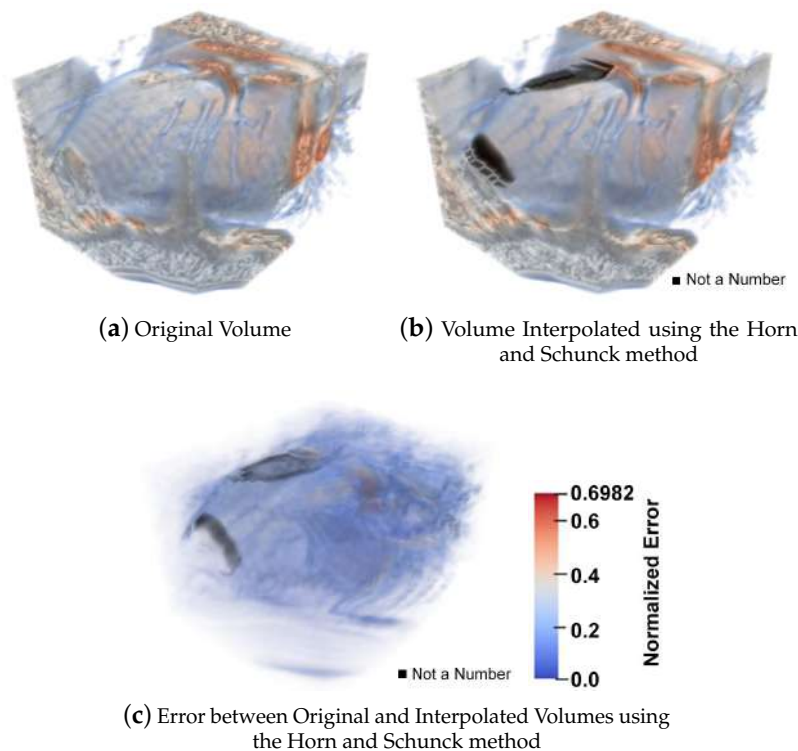 ■ Not a Number
(a) Original Volume
(b) Volume Interpolated using the Horn
and Schunck method
0.6982
0.6
0.4
0.2
0.0
Normalized Error
■ Not a Number
(c) Error between Original and Interpolated Volumes using
the Horn and Schunck method